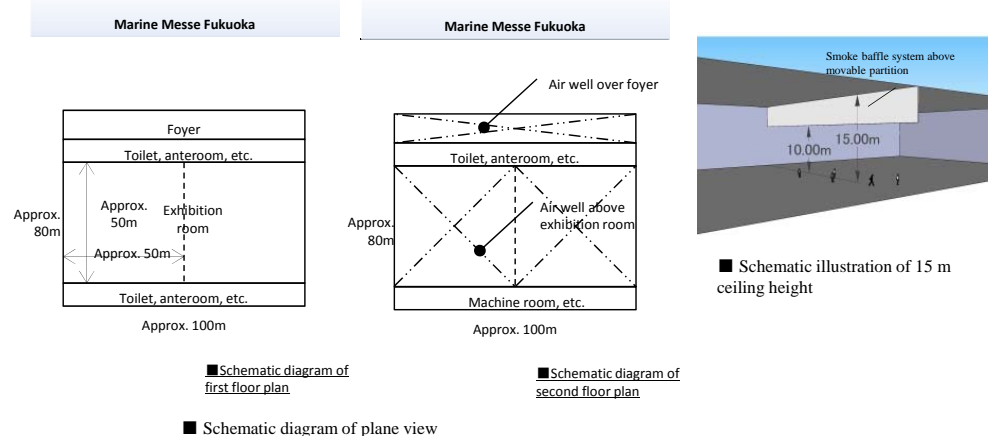 Marine Messe Fukuoka
Foyer
Toilet, anteroom, etc.
Approx.
80m
Approx.
50m
Exhibition
room
Approx. 50m
Toilet, anteroom, etc.
Approx. 100m
■Schematic diagram of
first floor plan
Marine Messe Fukuoka
Air well over foyer
Toilet, anteroom, etc.
Approx.
80m
Air well above
exhibition room
Machine room, etc.
Approx. 100m
■Schematic diagram of
second floor plan
Smoke baffle system above
movable partition
10.00m
15.00m
■ Schematic illustration of 15 m
ceiling height
■ Schematic diagram of plane view